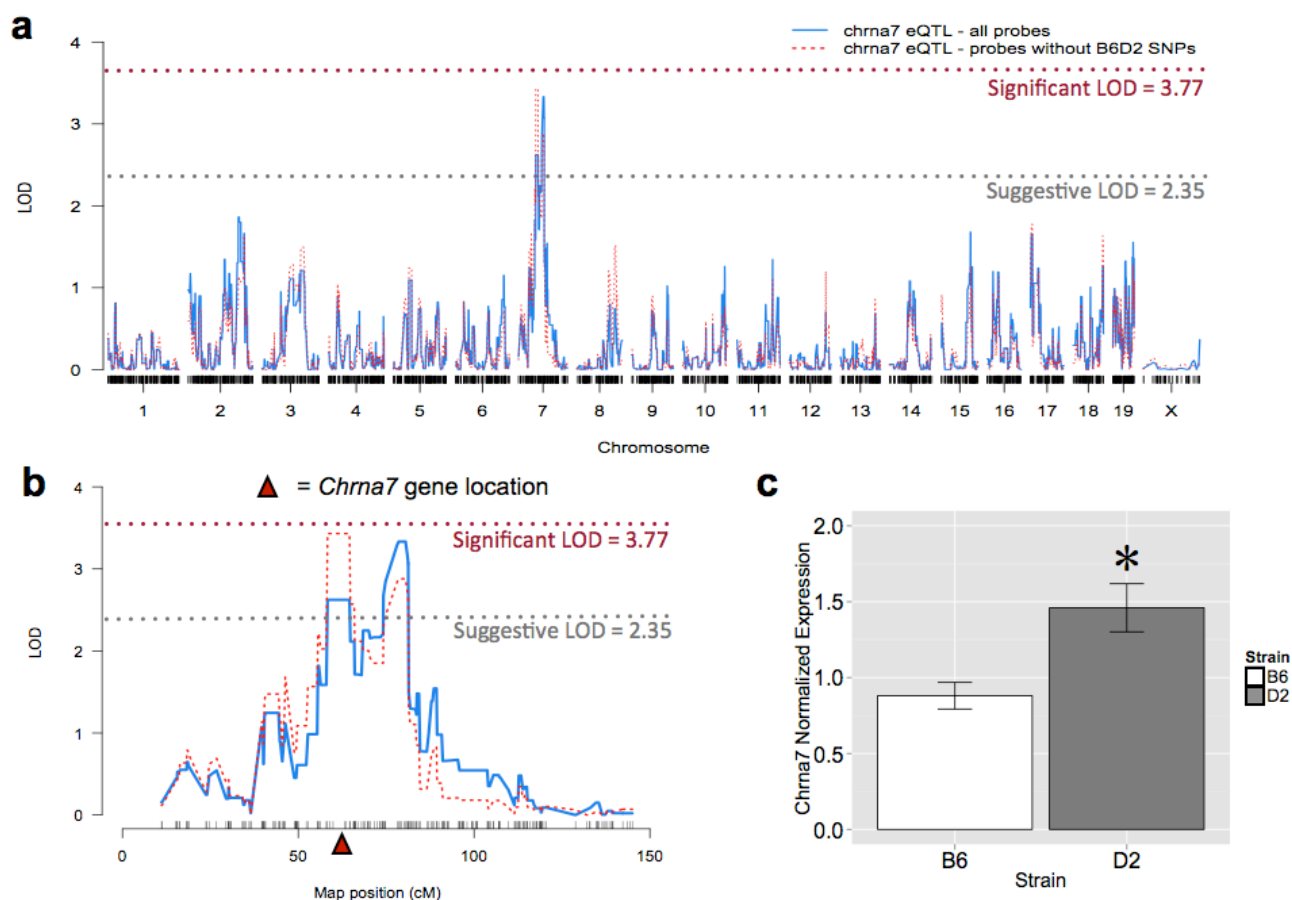 a
chrna7 eQTL - all probes
chrna7 eQTL - probes without B6D2 SNPs
Significant LOD = 3.77
Suggestive LOD = 2.35
LOD
4
3
2
1
0
1 2 3 4 5 6 7 8 9 10 11 12 13 14 15 16 17 18 19 X
Chromosome
b
= Chrna7 gene location
Significant LOD = 3.77
Suggestive LOD = 2.35
LOD
4
3
2
1
0
0 50 100 150
Map position (cM)
c
Chrna7 Normalized Expression
2.0
1.5
1.0
0.5
0.0
*
B6 D2
Strain
Strain
B6
D2